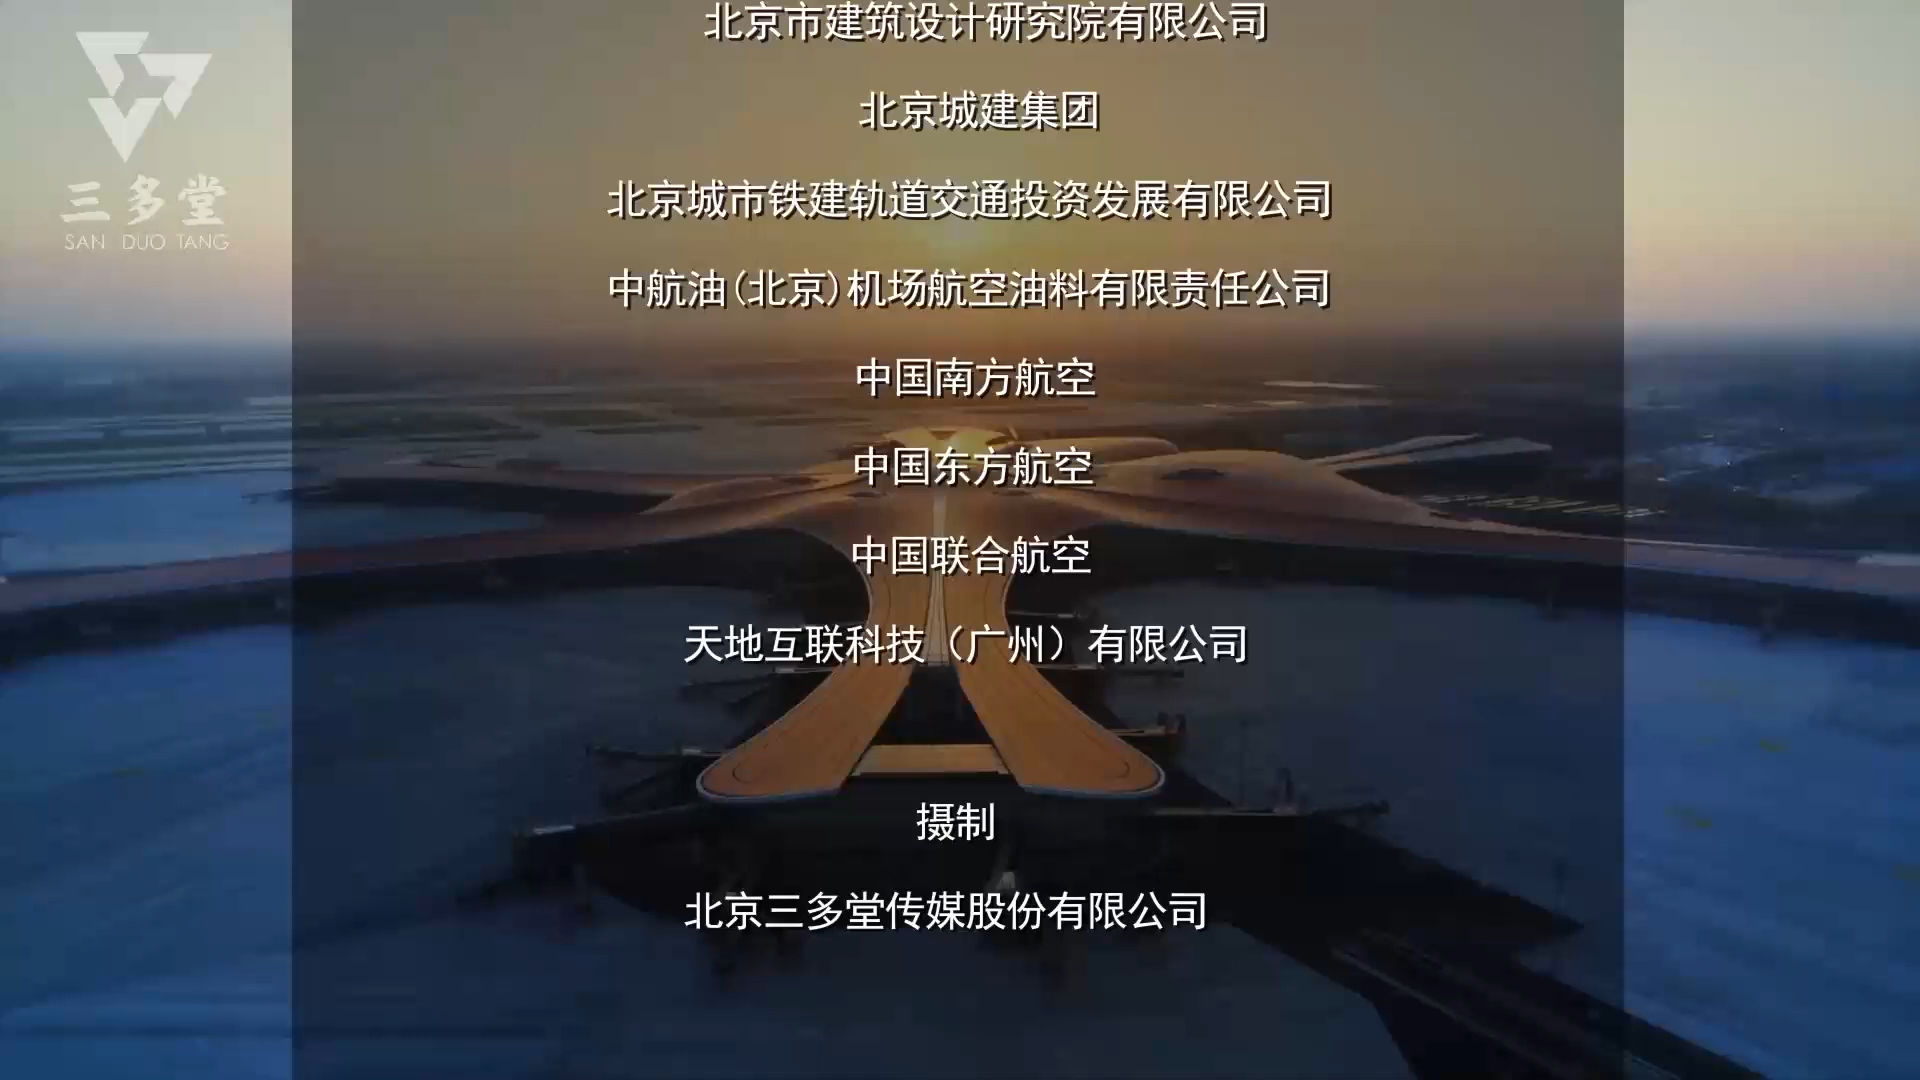 北京市建筑设计研究院有限公司
三多堂
SAN DUO TANG
北京城建集团
北京城市铁建轨道交通投资发展有限公司
中航油(北京)机场航空油料有限责任公司
中国南方航空
中国东方航空
中国联合航空
天地互联科技（广州）有限公司
摄制
北京三多堂传媒股份有限公司